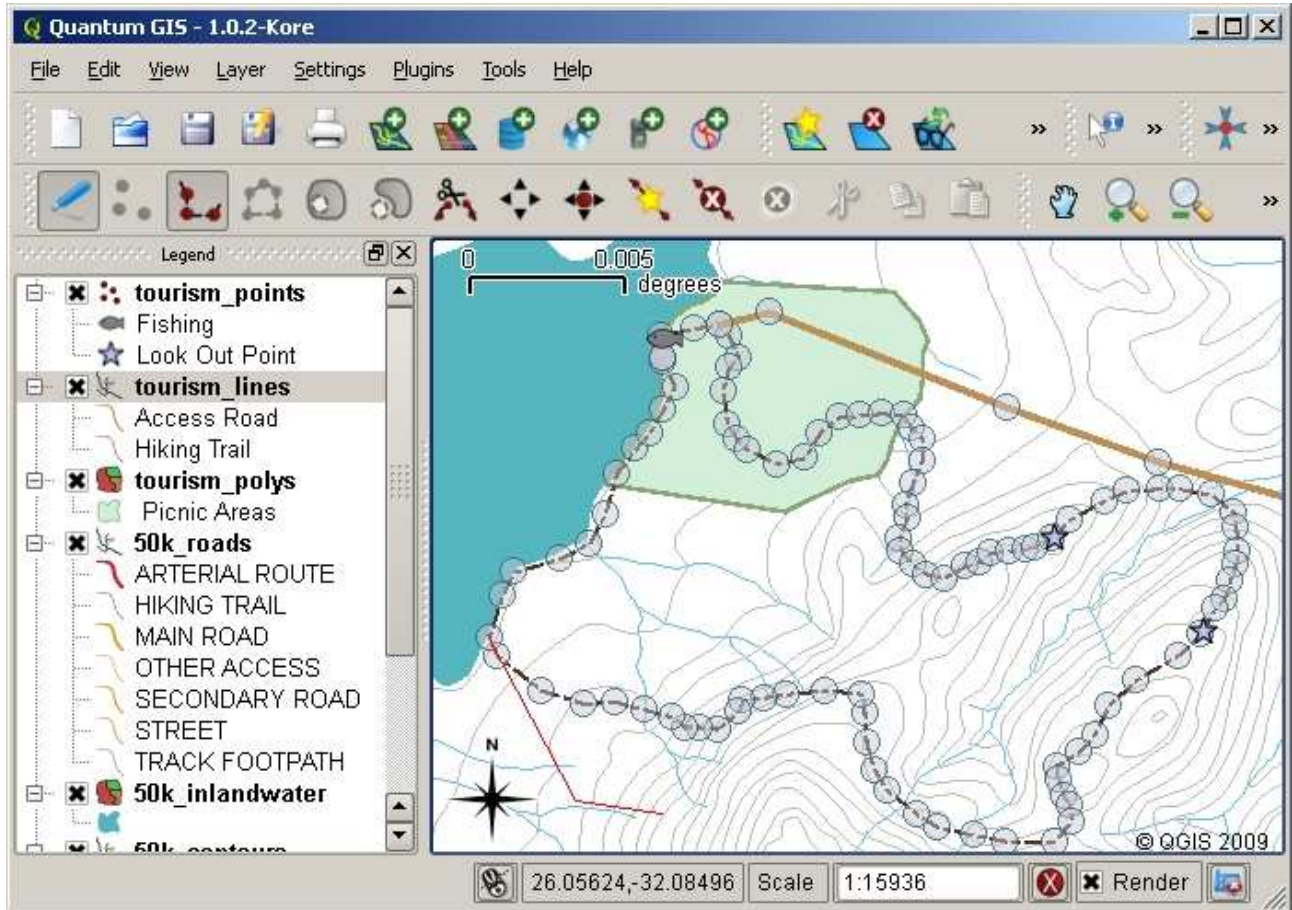 Quantum GIS - 1.0.2-Kore
File Edit View Layer Settings Plugins Tools Help
Legend
tourism_points
Fishing
Look Out Point
tourism_lines
Access Road
Hiking Trail
tourism_polys
Picnic Areas
50k_roads
ARTERIAL ROUTE
HIKING TRAIL
MAIN ROAD
OTHER ACCESS
SECONDARY ROAD
STREET
TRACK FOOTPATH
50k_inlandwater
50k_contours
0 0.005
degrees
N
© QGIS 2009
26.05624,-32.08496 Scale 1:15936 Render